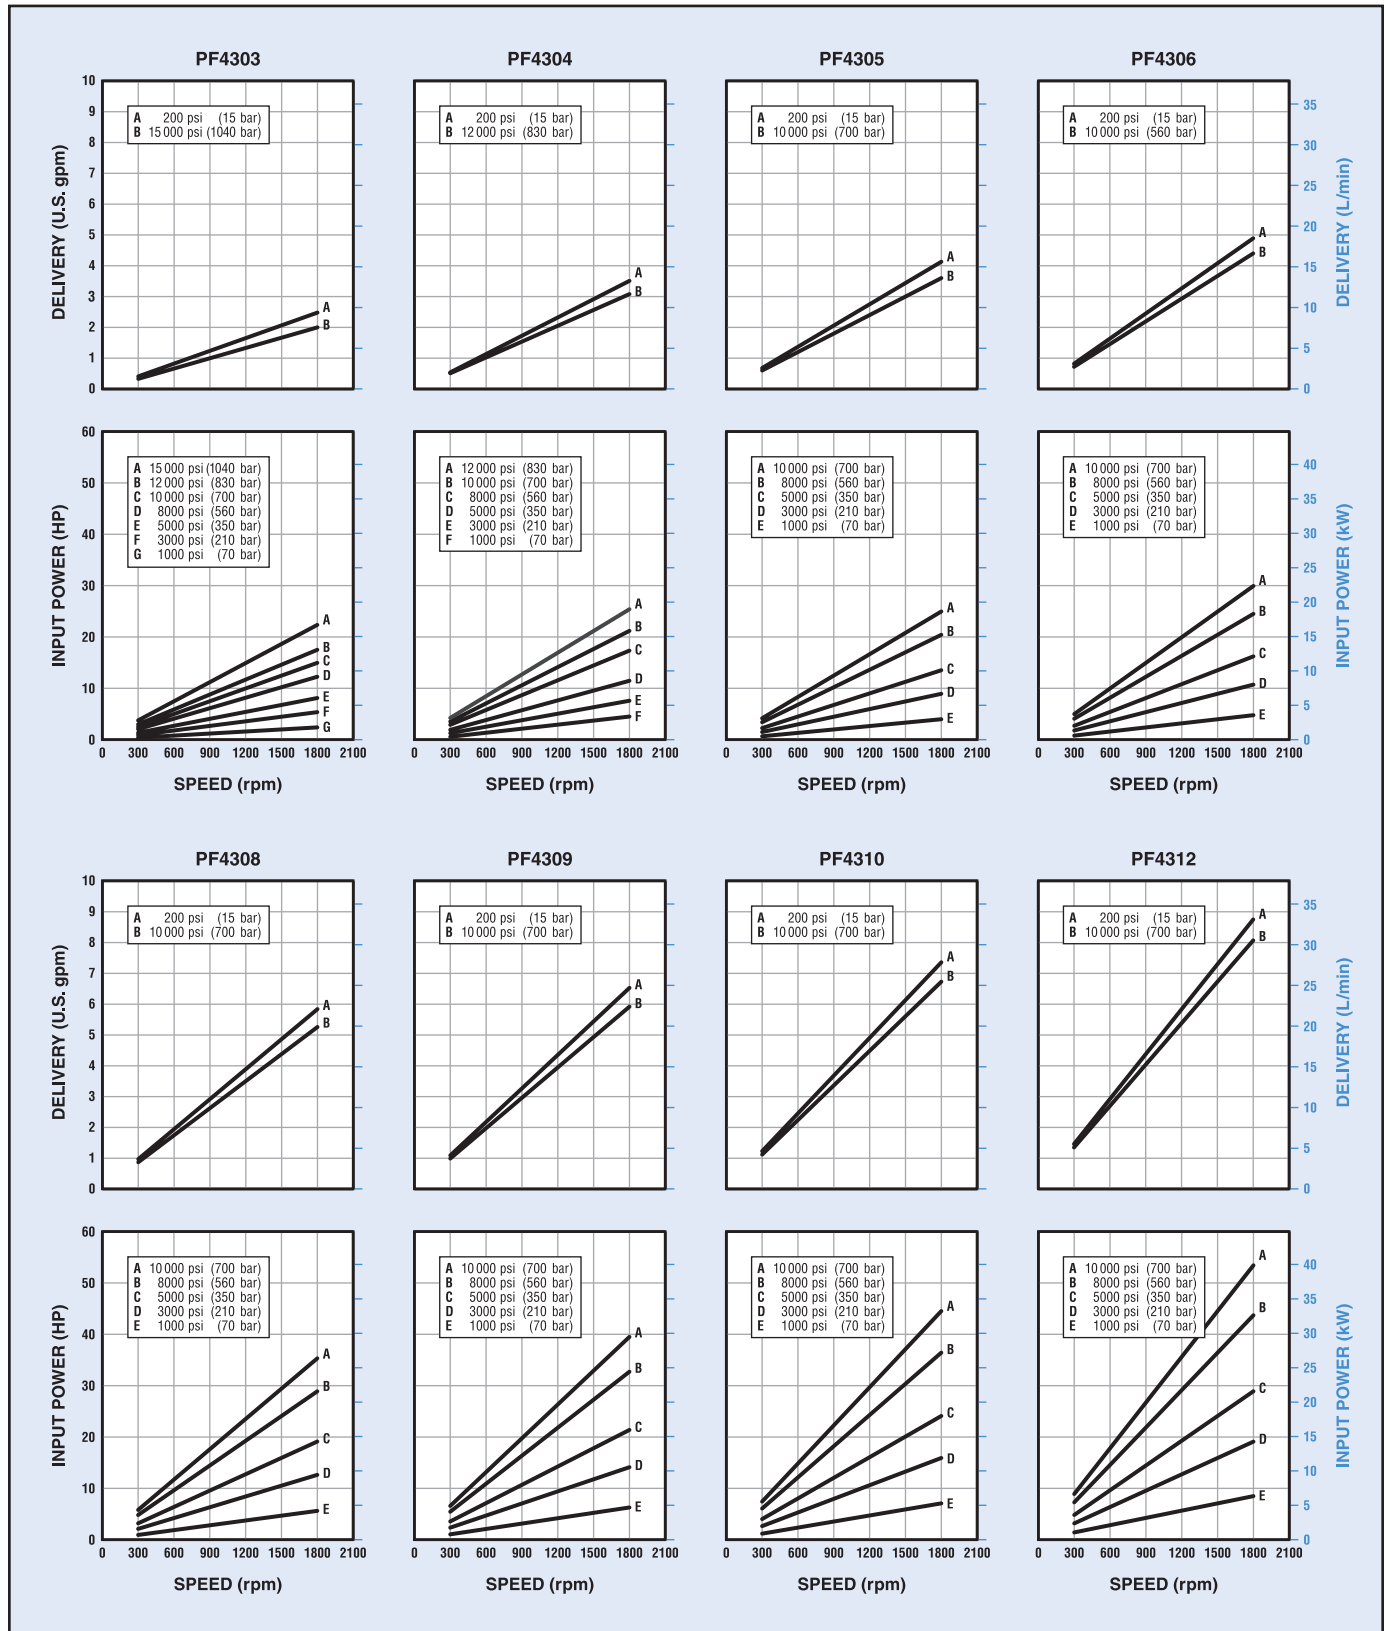 PF4303 PF4304 PF4305 PF4306
DELIVERY (U.S. gpm)
10
9
8
7
6
5
4
3
2
1
0
A 200 psi (15 bar)
B 15 000 psi (1040 bar)
A
B
A 200 psi (15 bar)
B 12 000 psi (830 bar)
A
B
A 200 psi (15 bar)
B 10 000 psi (700 bar)
A
B
A 200 psi (15 bar)
B 10 000 psi (560 bar)
A
B
35
30
25
20
15
10
5
0
DELIVERY (L/min)
INPUT POWER (HP)
60
50
40
30
20
10
0
A 15 000 psi (1040 bar)
B 12 000 psi (830 bar)
C 10 000 psi (700 bar)
D 8000 psi (560 bar)
E 5000 psi (350 bar)
F 3000 psi (210 bar)
G 1000 psi (70 bar)
A
B
C
D
E
F
G
A 12 000 psi (830 bar)
B 10 000 psi (700 bar)
C 8000 psi (560 bar)
D 5000 psi (350 bar)
E 3000 psi (210 bar)
F 1000 psi (70 bar)
A
B
C
D
E
F
A 10 000 psi (700 bar)
B 8000 psi (560 bar)
C 5000 psi (350 bar)
D 3000 psi (210 bar)
E 1000 psi (70 bar)
A
B
C
D
E
A 10 000 psi (700 bar)
B 8000 psi (560 bar)
C 5000 psi (350 bar)
D 3000 psi (210 bar)
E 1000 psi (70 bar)
A
B
C
D
E
40
35
30
25
20
15
10
5
0
INPUT POWER (kW)
0 300 600 900 1200 1500 1800 2100 0 300 600 900 1200 1500 1800 2100 0 300 600 900 1200 1500 1800 2100 0 300 600 900 1200 1500 1800 2100
SPEED (rpm) SPEED (rpm) SPEED (rpm) SPEED (rpm)
PF4308 PF4309 PF4310 PF4312
DELIVERY (U.S. gpm)
10
9
8
7
6
5
4
3
2
1
0
A 200 psi (15 bar)
B 10 000 psi (700 bar)
A
B
A 200 psi (15 bar)
B 10 000 psi (700 bar)
A
B
A 200 psi (15 bar)
B 10 000 psi (700 bar)
A
B
A 200 psi (15 bar)
B 10 000 psi (700 bar)
A
B
35
30
25
20
15
10
5
0
DELIVERY (L/min)
INPUT POWER (HP)
60
50
40
30
20
10
0
A 10 000 psi (700 bar)
B 8000 psi (560 bar)
C 5000 psi (350 bar)
D 3000 psi (210 bar)
E 1000 psi (70 bar)
A
B
C
D
E
A 10 000 psi (700 bar)
B 8000 psi (560 bar)
C 5000 psi (350 bar)
D 3000 psi (210 bar)
E 1000 psi (70 bar)
A
B
C
D
E
A 10 000 psi (700 bar)
B 8000 psi (560 bar)
C 5000 psi (350 bar)
D 3000 psi (210 bar)
E 1000 psi (70 bar)
A
B
C
D
E
A 10 000 psi (700 bar)
B 8000 psi (560 bar)
C 5000 psi (350 bar)
D 3000 psi (210 bar)
E 1000 psi (70 bar)
A
B
C
D
E
40
35
30
25
20
15
10
5
0
INPUT POWER (kW)
0 300 600 900 1200 1500 1800 2100 0 300 600 900 1200 1500 1800 2100 0 300 600 900 1200 1500 1800 2100 0 300 600 900 1200 1500 1800 2100
SPEED (rpm) SPEED (rpm) SPEED (rpm) SPEED (rpm)